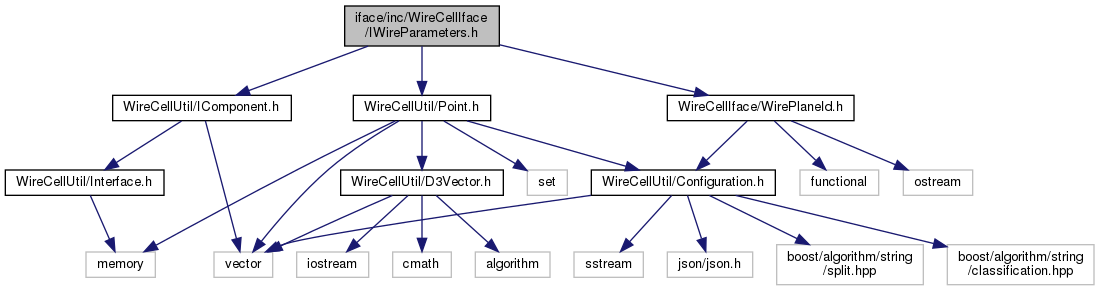 iface/inc/WireCellIface
/IWireParameters.h
WireCellUtil/IComponent.h
WireCellUtil/Point.h
WireCellIface/WirePlaneId.h
WireCellUtil/Interface.h
WireCellUtil/D3Vector.h
set
WireCellUtil/Configuration.h
functional
ostream
memory
vector
iostream
cmath
algorithm
sstream
json/json.h
boost/algorithm/string
/split.hpp
boost/algorithm/string
/classification.hpp